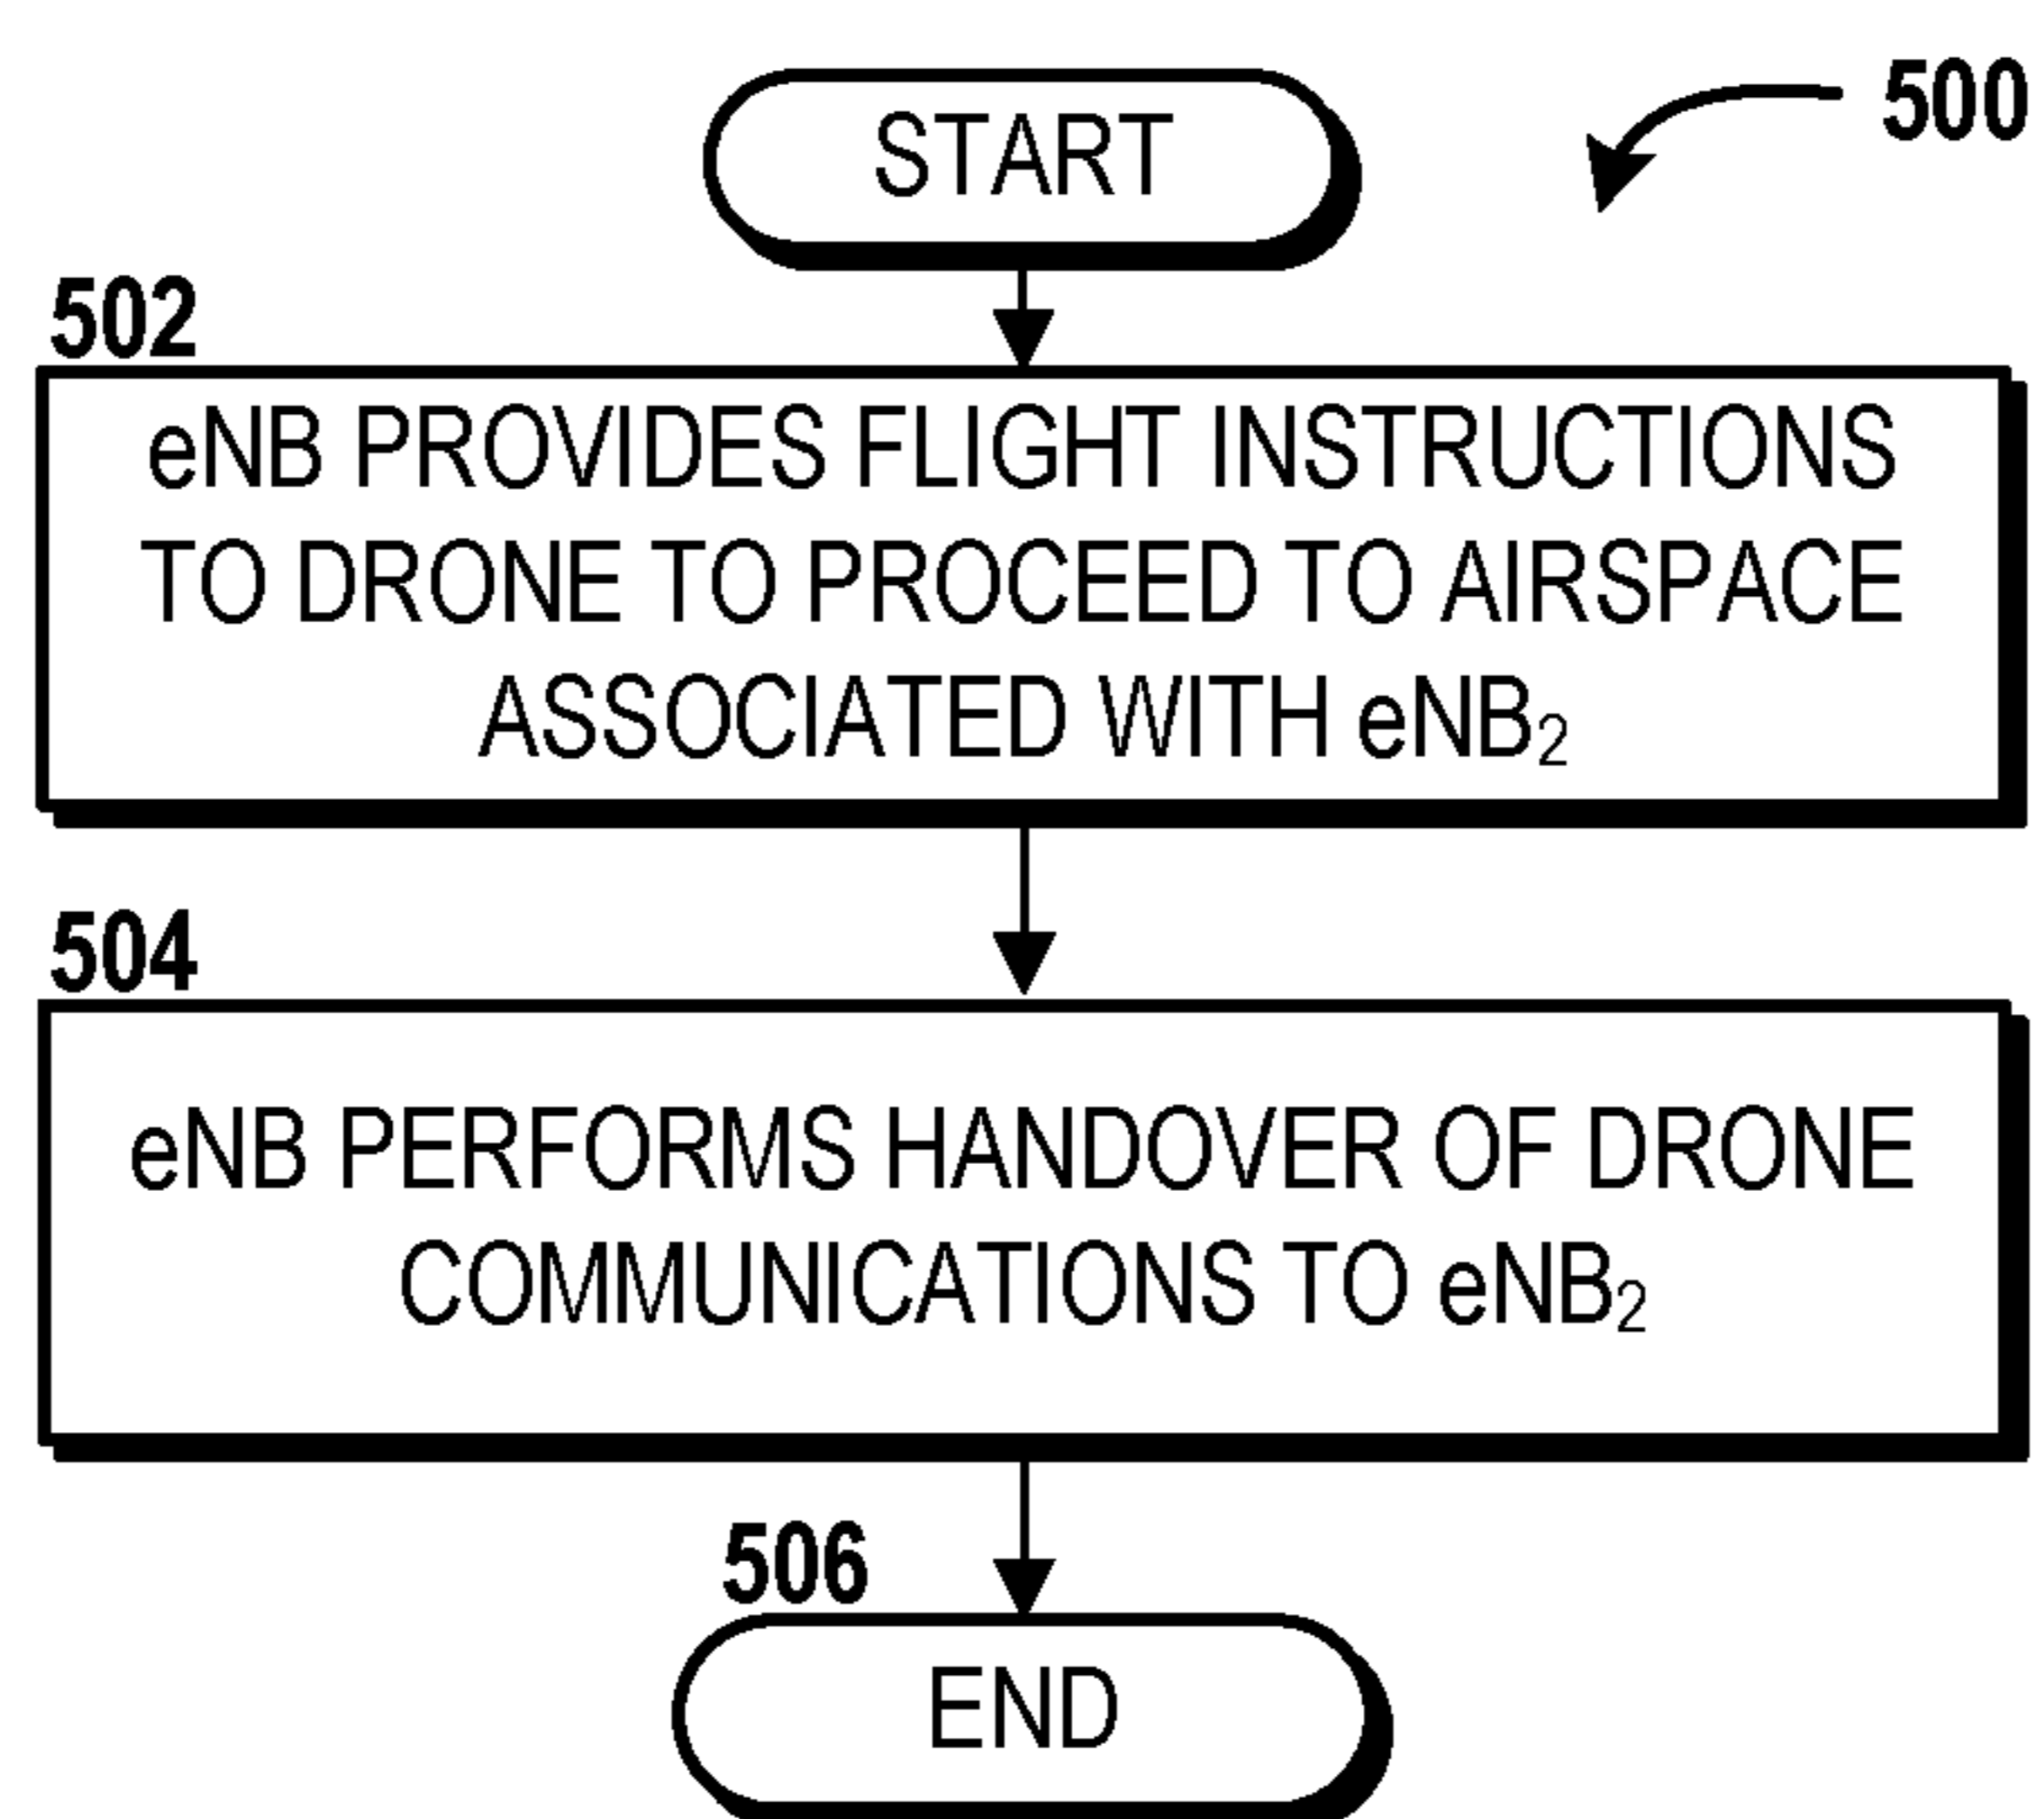 START
500
502
eNB PROVIDES FLIGHT INSTRUCTIONS
TO DRONE TO PROCEED TO AIRSPACE
ASSOCIATED WITH eNB₂
504
eNB PERFORMS HANDOVER OF DRONE
COMMUNICATIONS TO eNB₂
506
END